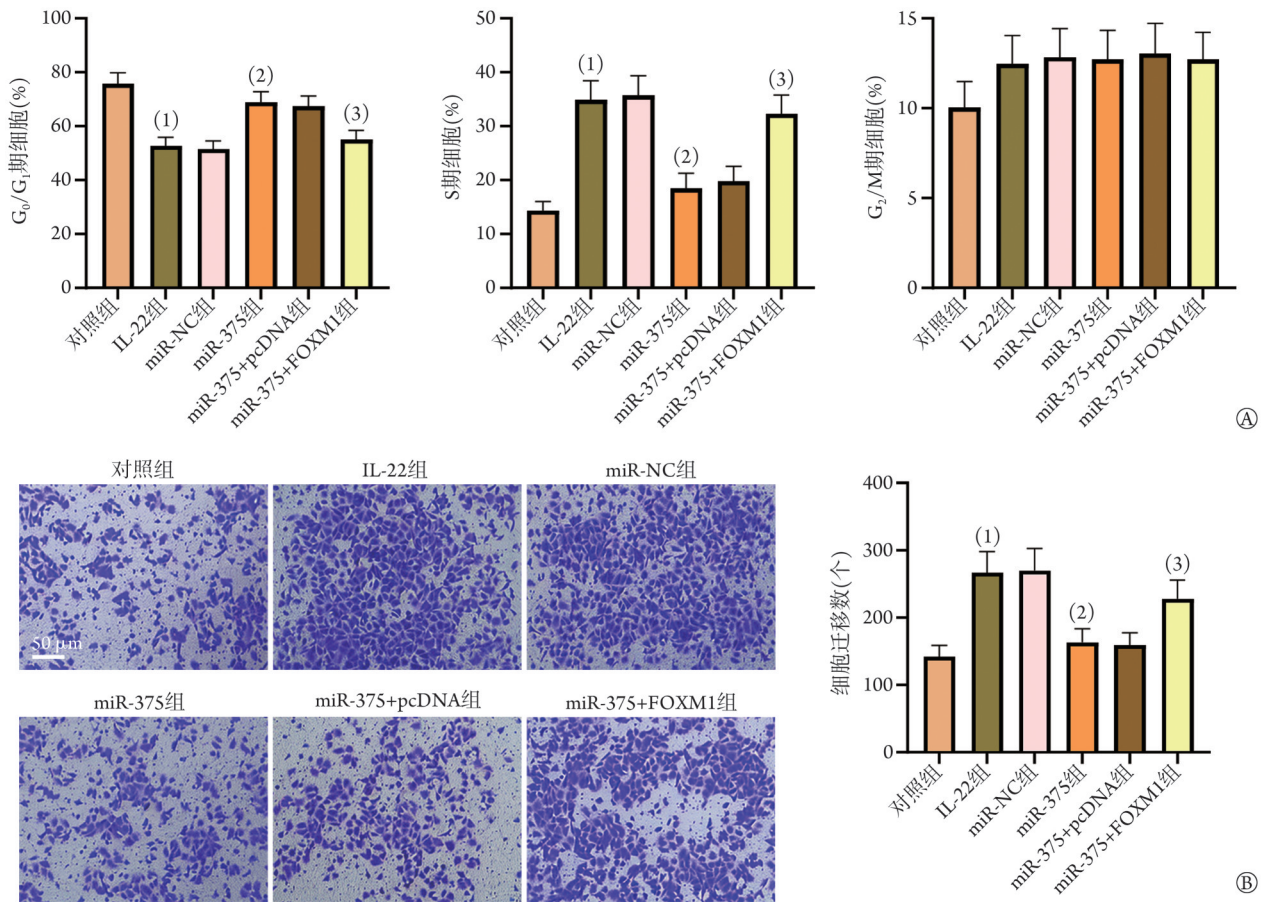 G₀/G₁期细胞(%)
100
80
60
40
20
0
(1)
(2)
(3)
对照组
IL-22组
miR-NC组
miR-375组
miR-375+pcDNA组
miR-375+FOXM1组
S期细胞(%)
50
40
30
20
10
0
(1)
(2)
(3)
对照组
IL-22组
miR-NC组
miR-375组
miR-375+pcDNA组
miR-375+FOXM1组
G₂/M期细胞(%)
15
10
5
0
对照组
IL-22组
miR-NC组
miR-375组
miR-375+pcDNA组
miR-375+FOXM1组
Ⓐ
对照组
IL-22组
miR-NC组
50 μm
miR-375组
miR-375+pcDNA组
miR-375+FOXM1组
细胞迁移数(个)
400
300
200
100
0
(1)
(2)
(3)
对照组
IL-22组
miR-NC组
miR-375组
miR-375+pcDNA组
miR-375+FOXM1组
Ⓑ